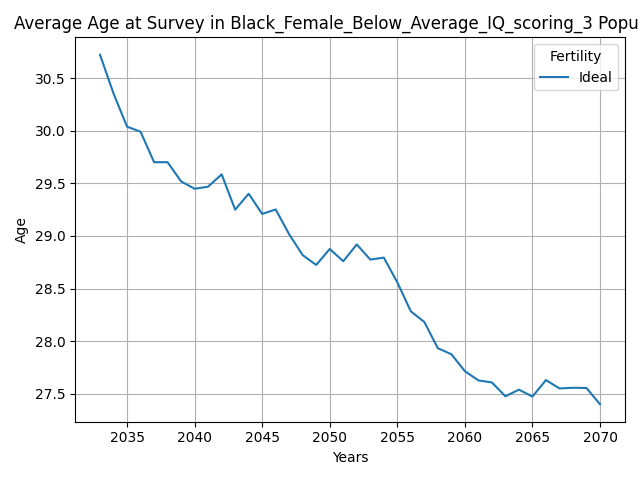 Average Age at Survey in Black_Female_Below_Average_IQ_scoring_3 Popu
Fertility
Ideal
Age
30.5
30.0
29.5
29.0
28.5
28.0
27.5
2035 2040 2045 2050 2055 2060 2065 2070
Years